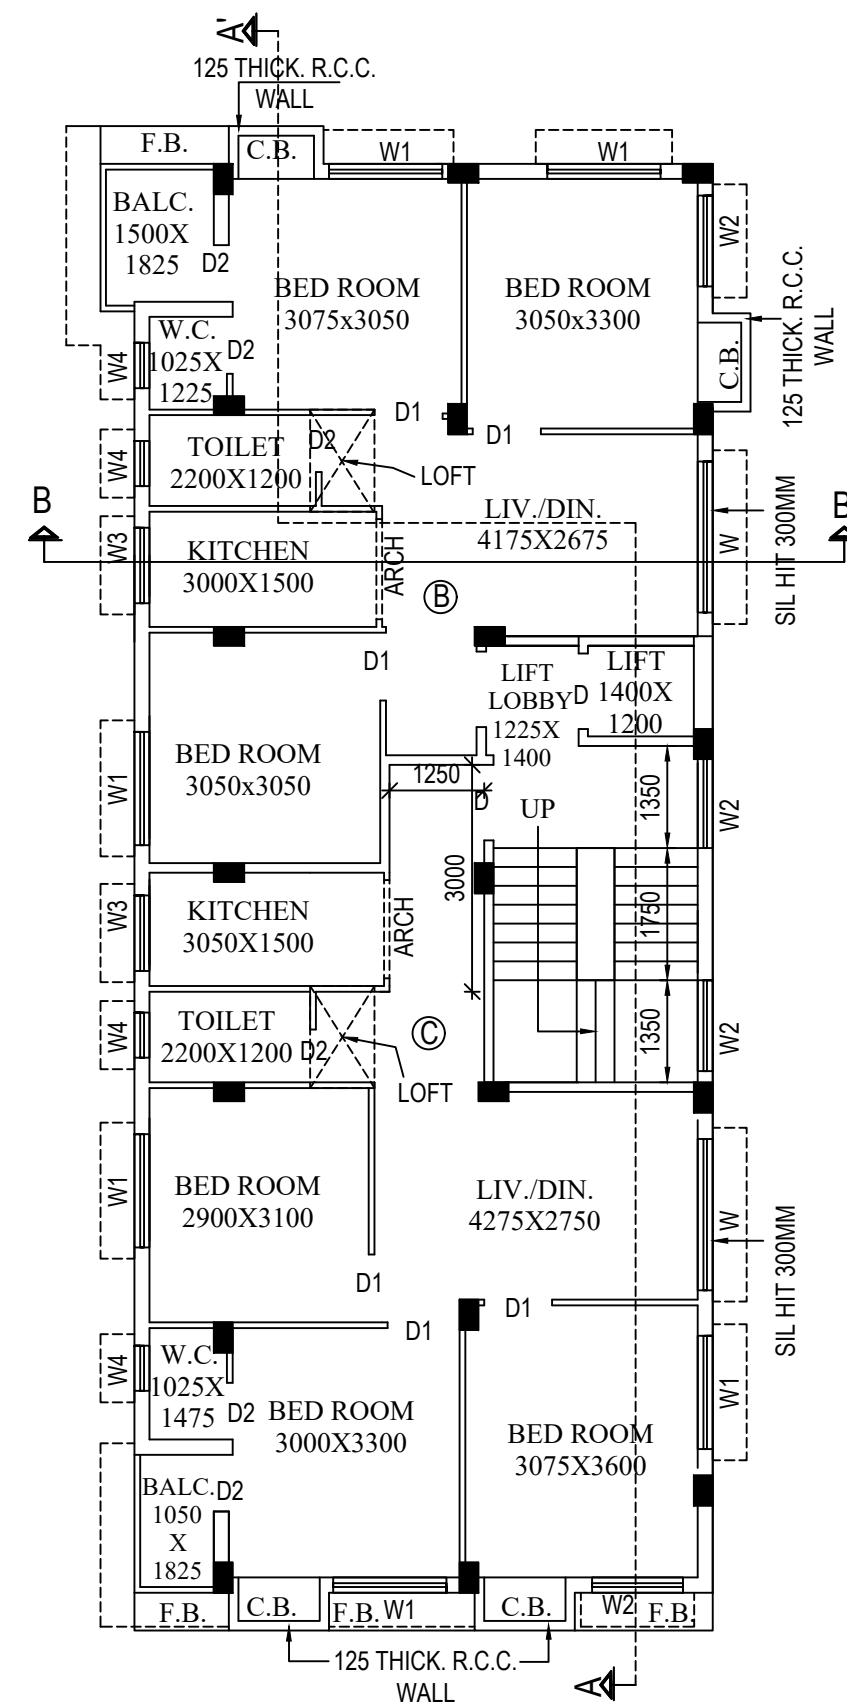 A'
125 THICK. R.C.C.
WALL
F.B.
C.B.
W1
W1
BALC.
1500X
1825
D2
W2
BED ROOM
3075x3050
BED ROOM
3050x3300
125 THICK. R.C.C.
WALL
W.C.
1025X
1225
D2
W4
C.B.
D1
D1
TOILET
2200X1200
D2
W4
LOFT
LIV./DIN.
4175X2675
B
B
W3
KITCHEN
3000X1500
ARCH
W
SIL HIT 300MM
B
D1
LIFT
LOBBY
1225X
1400
D
LIFT
1400X
1200
BED ROOM
3050x3050
W1
1250
D
UP
1350
W2
3000
KITCHEN
3050X1500
W3
ARCH
1750
TOILET
2200X1200
W4
D2
C
LOFT
1350
W2
BED ROOM
2900X3100
W1
LIV./DIN.
4275X2750
W
SIL HIT 300MM
D1
D1
D1
W.C.
1025X
1475
W4
D2
BED ROOM
3000X3300
BED ROOM
3075X3600
W1
BALC.
1050
X
1825
D2
F.B.
C.B.
F.B.
W1
C.B.
W2
F.B.
125 THICK. R.C.C.
WALL
A